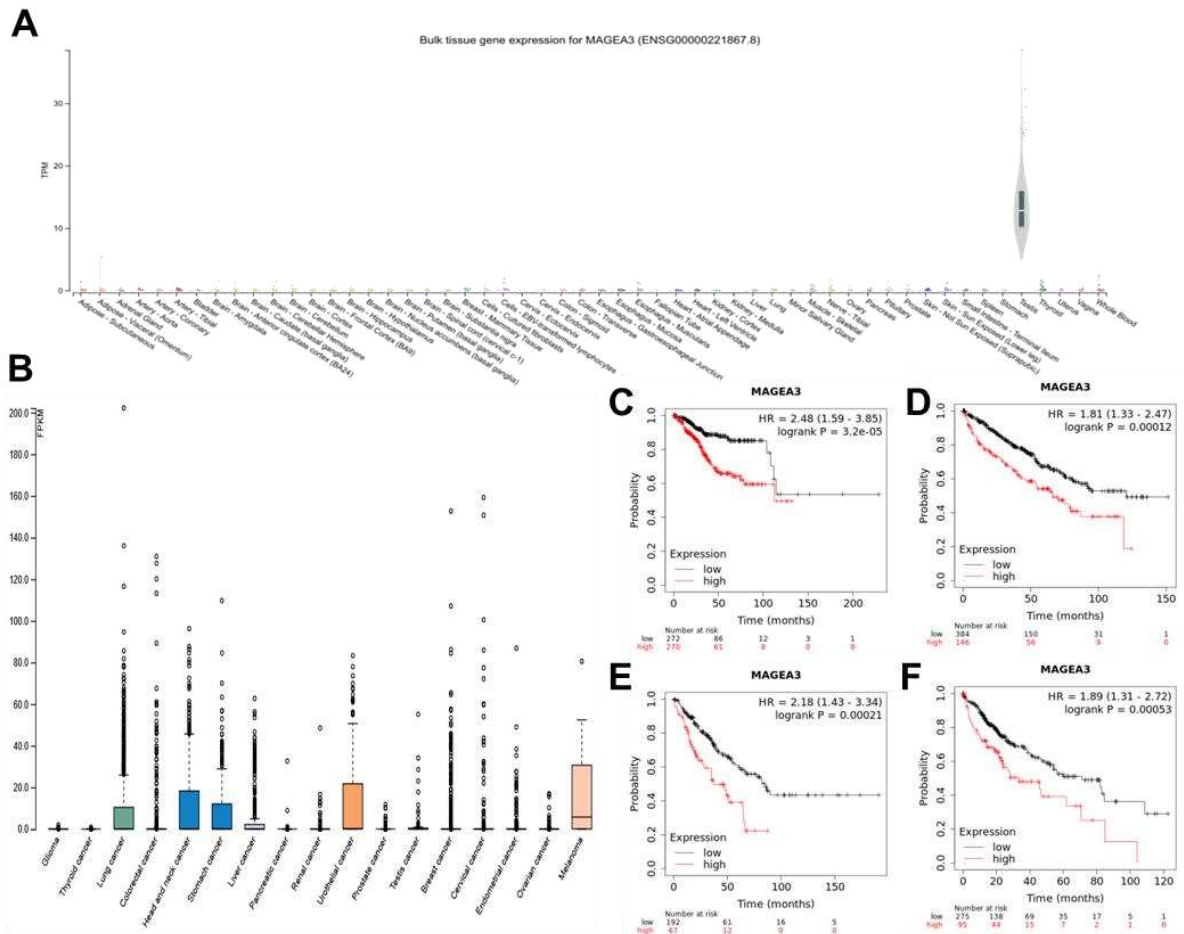 A
Bulk tissue gene expression for MAGEA3 (ENSG00000221867.8)
TPM
30
20
10
0
Adipose - Subcutaneous
Adipose - Visceral (Omentum)
Adrenal Gland
Artery - Aorta
Artery - Coronary
Artery - Tibial
Bladder
Brain - Amygdala
Brain - Anterior cingulate cortex (BA24)
Brain - Caudate (basal ganglia)
Brain - Cerebellar Hemisphere
Brain - Cerebellum
Brain - Cortex
Brain - Frontal Cortex (BA9)
Brain - Hippocampus
Brain - Hypothalamus
Brain - Nucleus accumbens (basal ganglia)
Brain - Putamen (basal ganglia)
Brain - Spinal cord (cervical c-1)
Brain - Substantia nigra
Breast - Mammary Tissue
Cells - Cultured fibroblasts
Cells - EBV-transformed lymphocytes
Cervix - Ectocervix
Cervix - Endocervix
Colon - Sigmoid
Colon - Transverse
Esophagus - Gastroesophageal Junction
Esophagus - Mucosa
Esophagus - Muscularis
Fallopian Tube
Heart - Atrial Appendage
Heart - Left Ventricle
Kidney - Cortex
Kidney - Medulla
Liver
Lung
Minor Salivary Gland
Muscle - Skeletal
Nerve - Tibial
Ovary
Pancreas
Pituitary
Prostate
Skin - Not Sun Exposed (Suprapubic)
Skin - Sun Exposed (Lower leg)
Small Intestine - Terminal Ileum
Spleen
Stomach
Testis
Thyroid
Uterus
Vagina
Whole Blood
B
FPKM
200.0
180.0
160.0
140.0
120.0
100.0
80.0
60.0
40.0
20.0
0.0
Glioma
Thyroid cancer
Lung cancer
Colorectal cancer
Head and neck cancer
Stomach cancer
Liver cancer
Pancreatic cancer
Renal cancer
Urothelial cancer
Prostate cancer
Testis cancer
Breast cancer
Cervical cancer
Endometrial cancer
Ovarian cancer
Melanoma
C
MAGEA3
HR = 2.48 (1.59 - 3.85)
logrank P = 3.2e-05
Probability
1.0
0.8
0.6
0.4
0.2
0.0
Expression
low
high
0 50 100 150 200
Time (months)
Number at risk
low 272 86 12 3 1
high 270 61 8 0 0
D
MAGEA3
HR = 1.81 (1.33 - 2.47)
logrank P = 0.00012
Probability
1.0
0.8
0.6
0.4
0.2
0.0
Expression
low
high
0 50 100 150
Time (months)
Number at risk
low 384 150 31 1
high 146 56 9 0
E
MAGEA3
HR = 2.18 (1.43 - 3.34)
logrank P = 0.00021
Probability
1.0
0.8
0.6
0.4
0.2
0.0
Expression
low
high
0 50 100 150
Time (months)
Number at risk
low 192 61 16 5
high 67 12 0 0
F
MAGEA3
HR = 1.89 (1.31 - 2.72)
logrank P = 0.00053
Probability
1.0
0.8
0.6
0.4
0.2
0.0
Expression
low
high
0 20 40 60 80 100 120
Time (months)
Number at risk
low 275 138 69 35 17 5 1
high 95 44 15 7 2 1 0